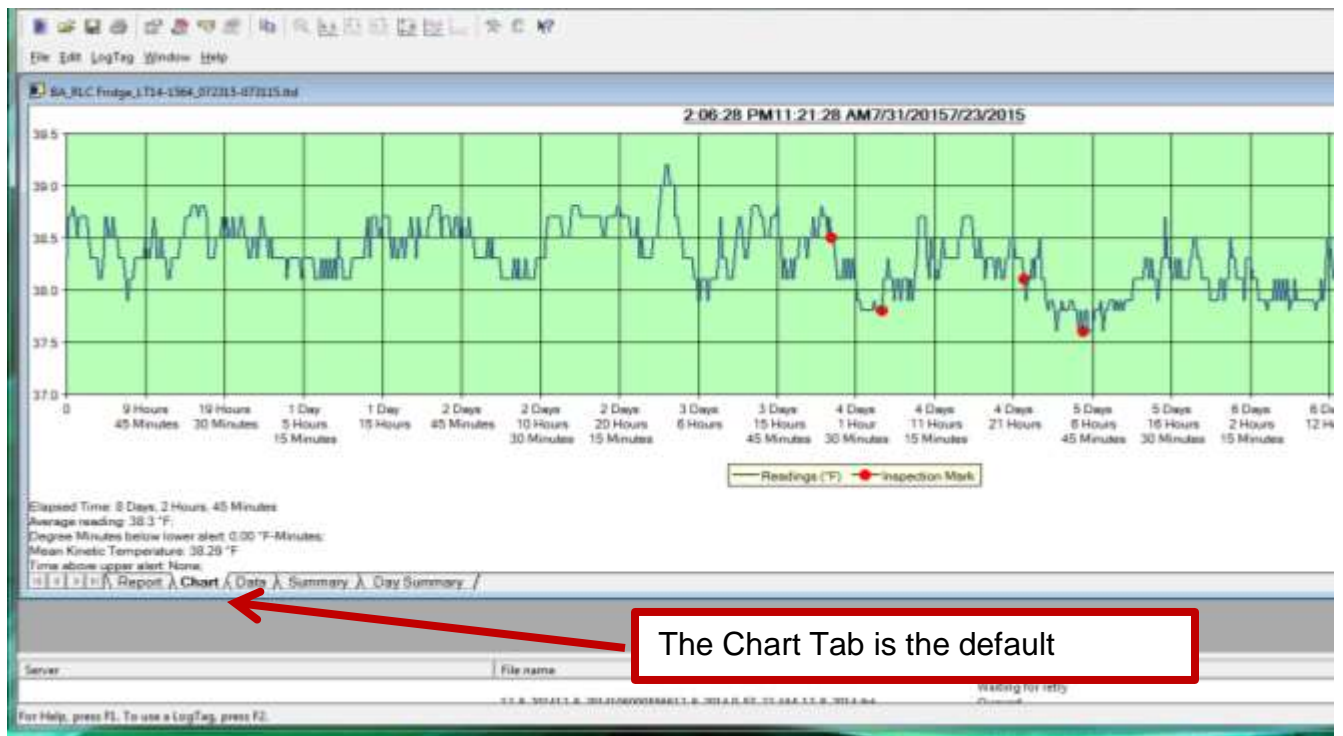 File Edit LogTag Window Help
BA_RLC Fridge_LT14-1564_072315-073115.ltd
2:06:28 PM11:21:28 AM7/31/20157/23/2015
39.5
39.0
38.5
38.0
37.5
37.0
0 9 Hours 19 Hours 1 Day 1 Day 2 Days 2 Days 2 Days 3 Days 3 Days 4 Days 4 Days 4 Days 5 Days 5 Days 6 Days
45 Minutes 30 Minutes 5 Hours 15 Hours 45 Minutes 10 Hours 20 Hours 6 Hours 15 Hours 1 Hour 11 Hours 21 Hours 6 Hours 16 Hours 2 Hours
15 Minutes 30 Minutes 15 Minutes 45 Minutes 30 Minutes 15 Minutes 45 Minutes 30 Minutes 15 Minutes
Readings (°F) Inspection Mark
Elapsed Time: 8 Days, 2 Hours, 45 Minutes
Average reading: 38.3 °F;
Degree Minutes below lower alert: 0.00 °F-Minutes;
Mean Kinetic Temperature: 38.29 °F
Time above upper alert: None;
Report Chart Data Summary Day Summary
The Chart Tab is the default
Server File name
Waiting for retry
For Help, press F1. To use a LogTag, press F2.